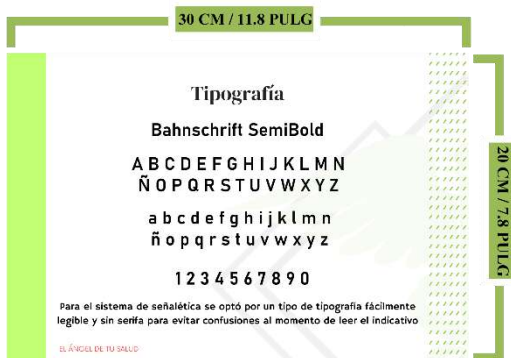 30 CM / 11.8 PULG
Tipografía
Bahnschrift SemiBold
A B C D E F G H I J K L M N
Ñ O P Q R S T U V W X Y Z
a b c d e f g h i j k l m n
ñ o p q r s t u v w x y z
1 2 3 4 5 6 7 8 9 0
Para el sistema de señalética se optó por un tipo de tipografía fácilmente
legible y sin serifa para evitar confusiones al momento de leer el indicativo
EL ÁNGEL DE TU SALUD
20 CM / 7.8 PULG